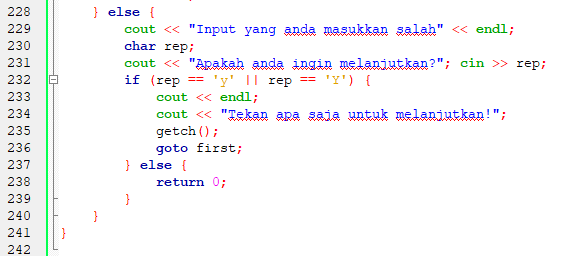 228 } else {
229 cout << "Input yang anda masukkan salah" << endl;
230 char rep;
231 cout << "Apakah anda ingin melanjutkan?"; cin >> rep;
232 if (rep == 'y' || rep == 'Y') {
233 cout << endl;
234 cout << "Tekan apa saja untuk melanjutkan!";
235 getch();
236 goto first;
237 } else {
238 return 0;
239 }
240 }
241 }
242